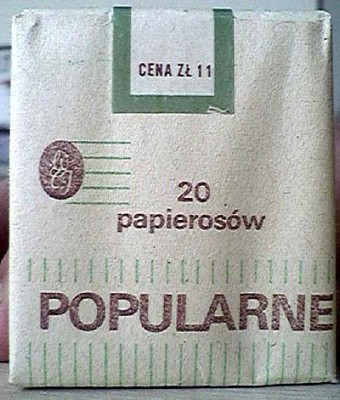 CENA ZŁ 11
20
papierosów
POPULARNE